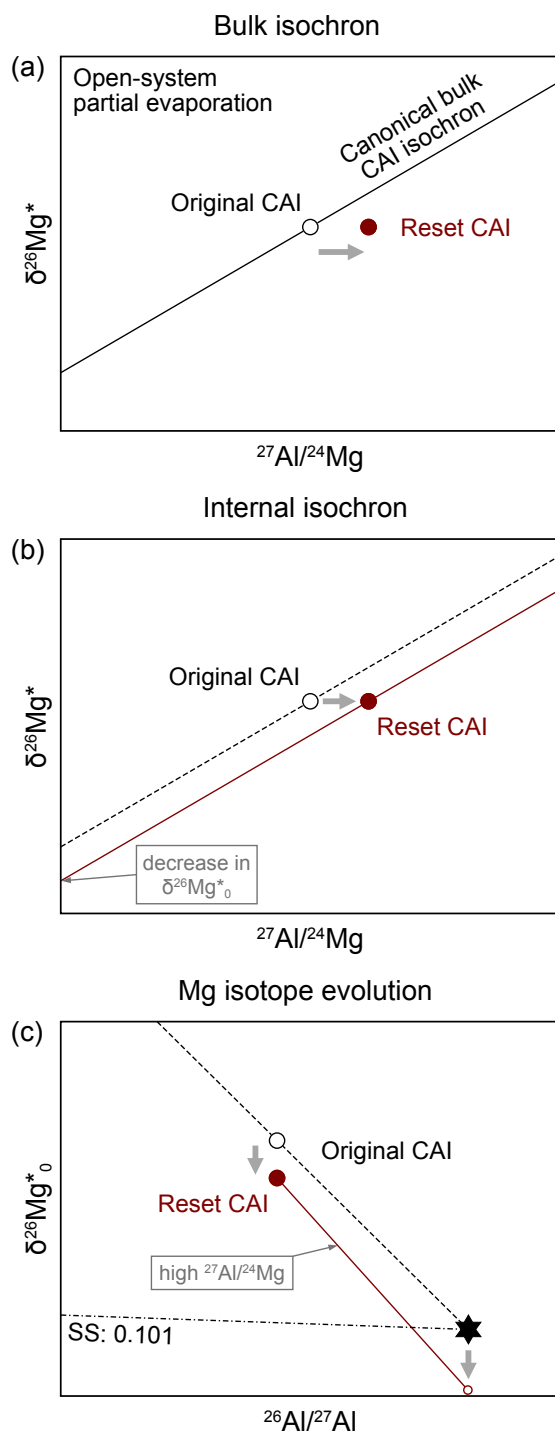 Bulk isochron
(a)
Open-system
partial evaporation
Canonical bulk
CAI isochron
Original CAI
Reset CAI
δ²⁶Mg*
²⁷Al/²⁴Mg
Internal isochron
(b)
Original CAI
Reset CAI
δ²⁶Mg*
decrease in
δ²⁶Mg*₀
²⁷Al/²⁴Mg
Mg isotope evolution
(c)
Original CAI
Reset CAI
δ²⁶Mg*₀
high ²⁷Al/²⁴Mg
SS: 0.101
²⁶Al/²⁷Al